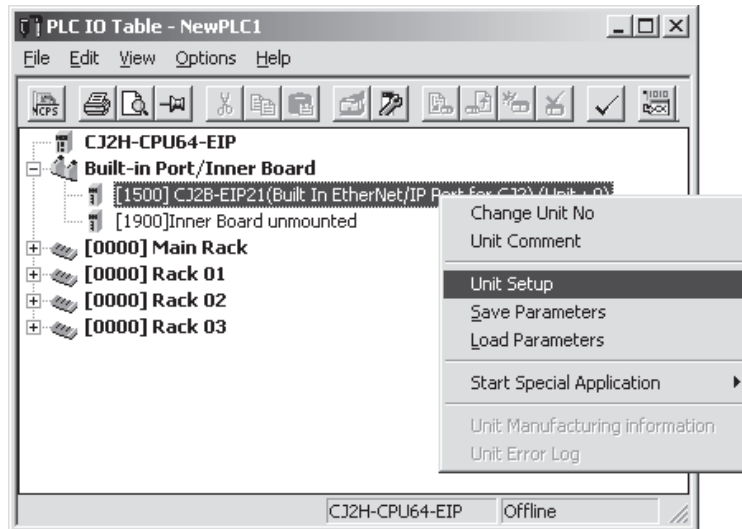 PLC IO Table - NewPLC1
File Edit View Options Help
NCPS
1010
CJ2H-CPU64-EIP
Built-in Port/Inner Board
[1500] CJ2B-EIP21(Built In EtherNet/IP Port for CJ2) (Unit : 0)
[1900]Inner Board unmounted
[0000] Main Rack
[0000] Rack 01
[0000] Rack 02
[0000] Rack 03
Change Unit No
Unit Comment
Unit Setup
Save Parameters
Load Parameters
Start Special Application
Unit Manufacturing information
Unit Error Log
CJ2H-CPU64-EIP Offline